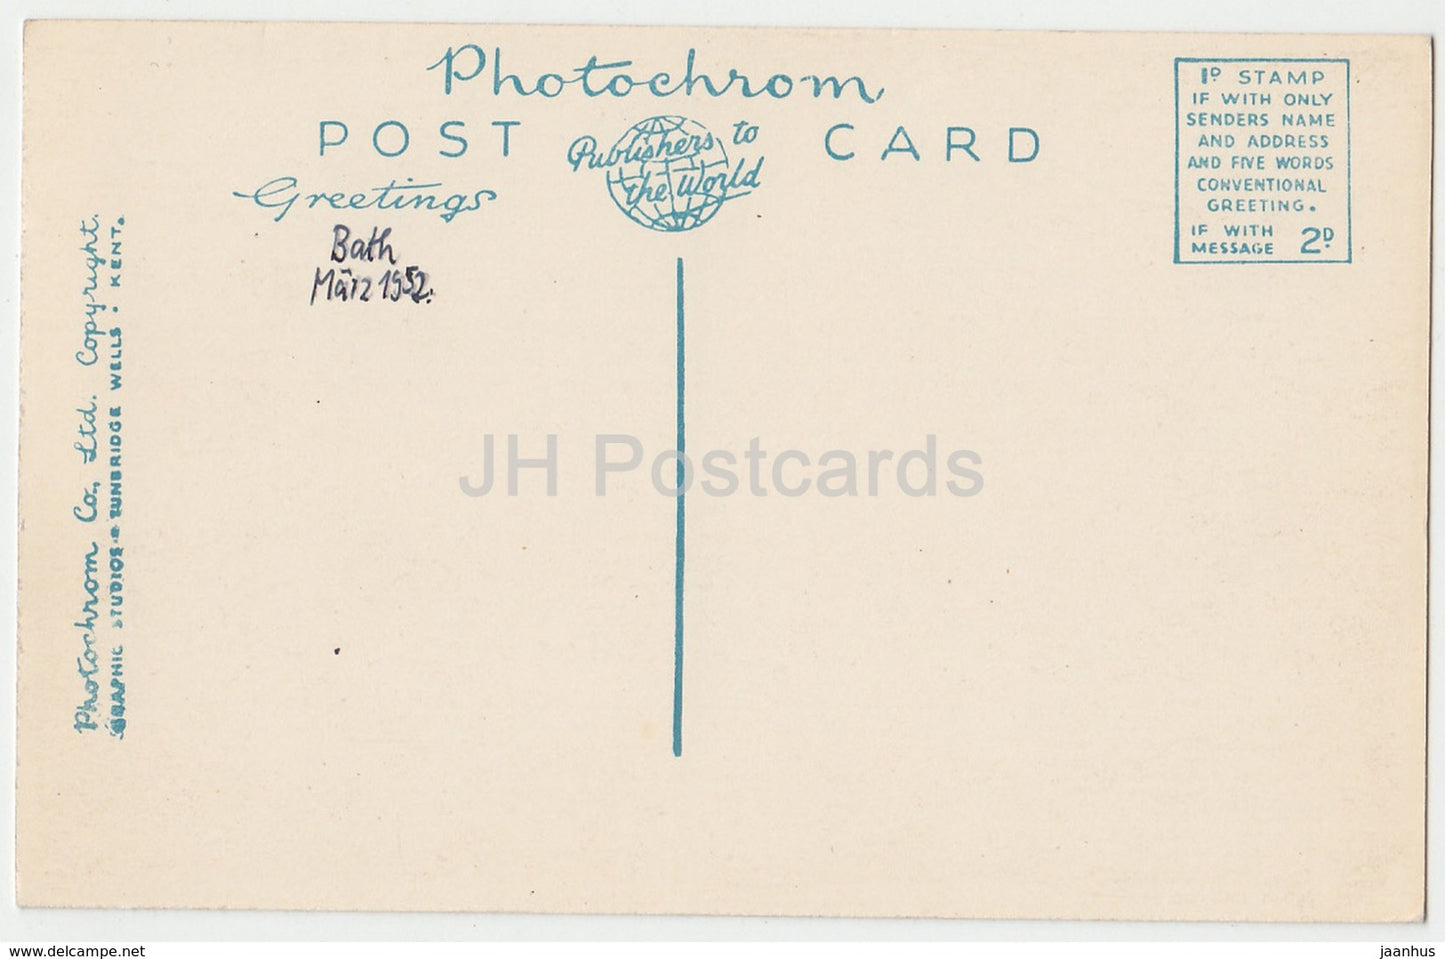 Photochrom
POST CARD
Publishers to
the World
Greetings
Bath
März 1952.
1D STAMP
IF WITH ONLY
SENDERS NAME
AND ADDRESS
AND FIVE WORDS
CONVENTIONAL
GREETING.
IF WITH
MESSAGE 2D.
Photochrom Co., Ltd. Copyright.
GRAPHIC STUDIOS TUNBRIDGE WELLS. KENT.
JH Postcards
www.delcampe.net
jaanhus